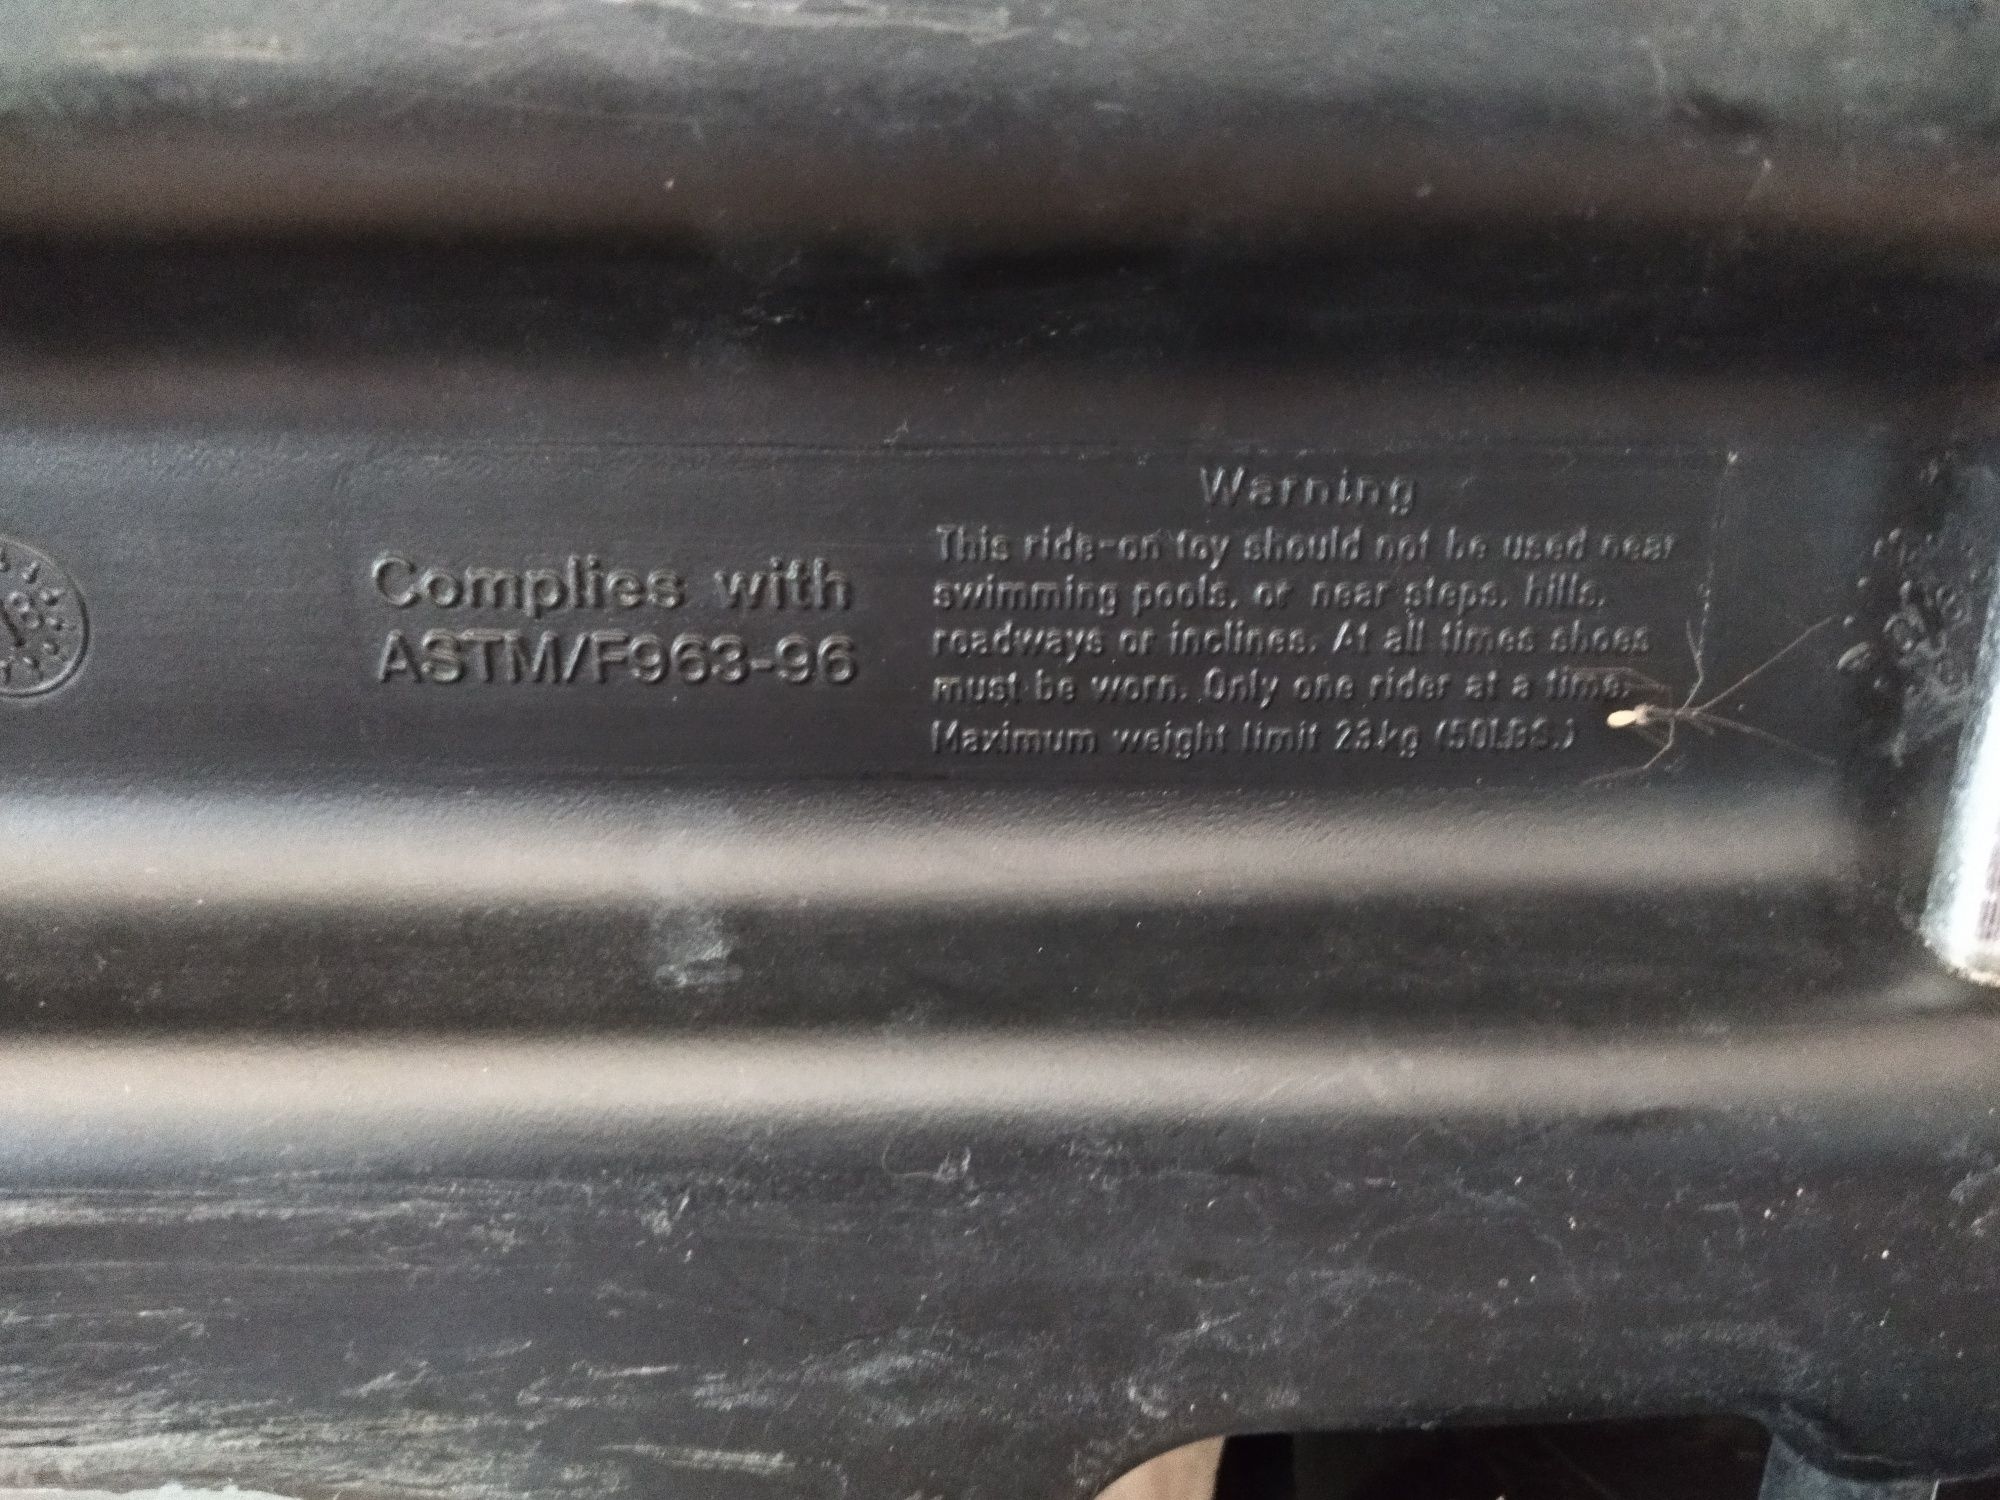 Complies with
ASTM/F963-96
Warning
This ride-on toy should not be used near
swimming pools, or near steps, hills,
roadways or inclines. At all times shoes
must be worn. Only one rider at a time.
Maximum weight limit 23kg (50LBS.)